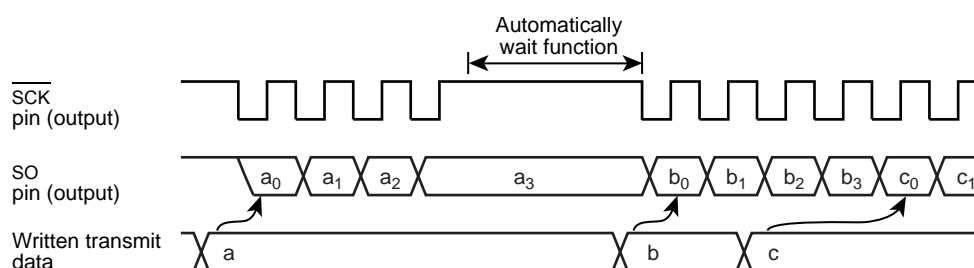 Automatically
wait function
SCK
pin (output)
SO
pin (output)
a0 a1 a2 a3 b0 b1 b2 b3 c0 c1
Written transmit
data
a b c